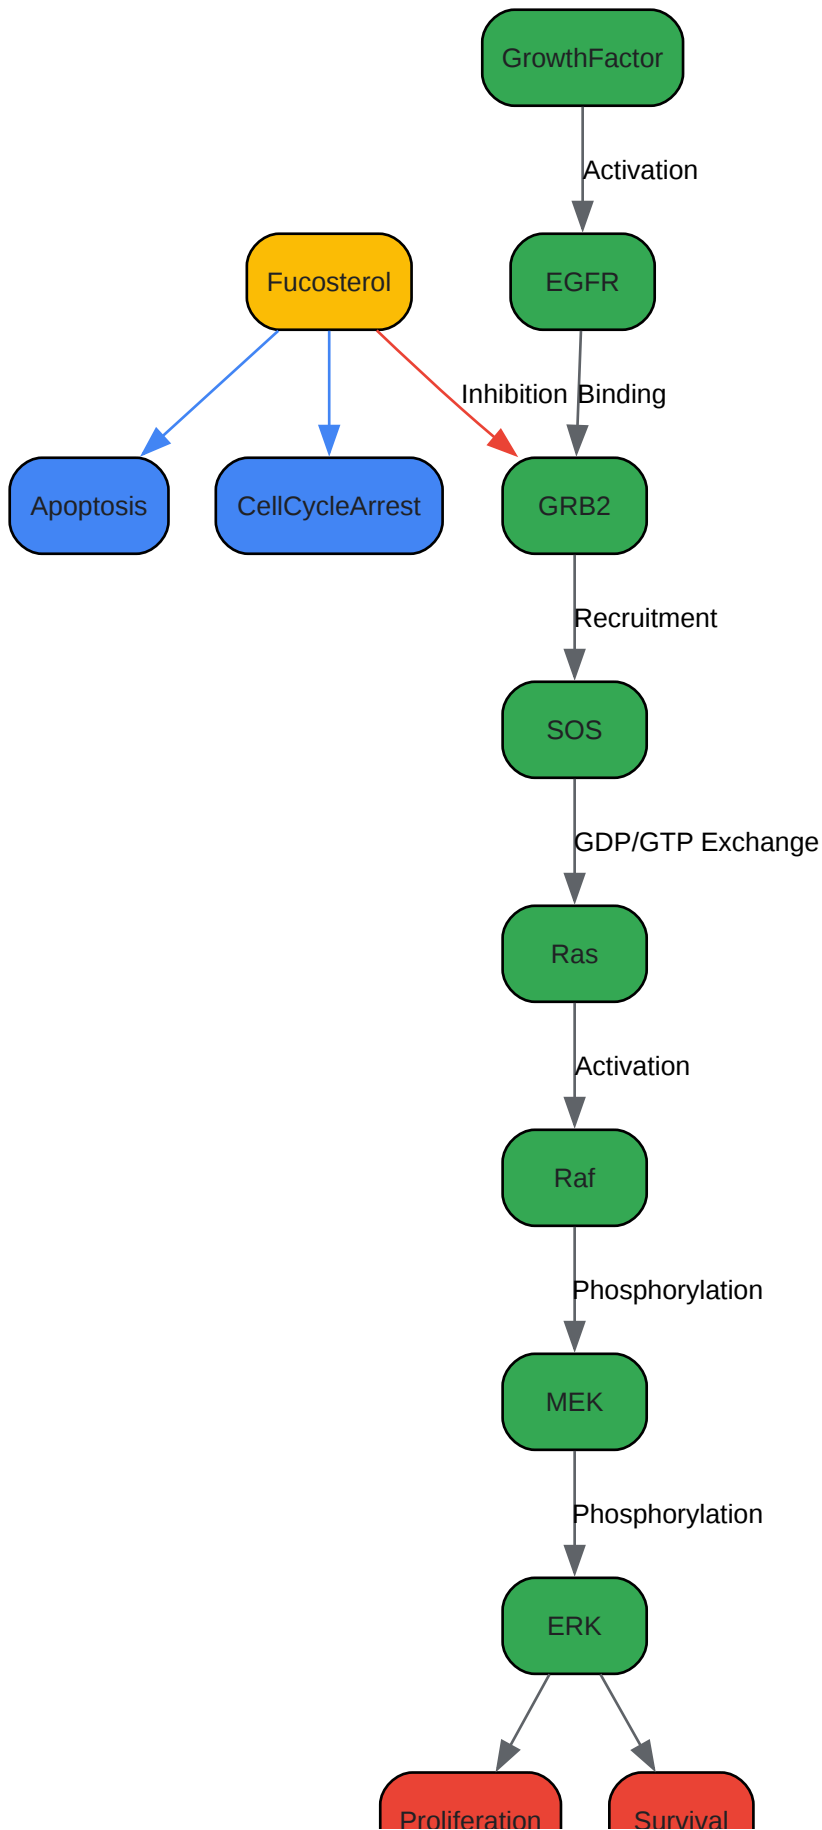 GrowthFactor
Activation
Fucosterol
EGFR
Inhibition
Binding
Apoptosis
CellCycleArrest
GRB2
Recruitment
SOS
GDP/GTP Exchange
Ras
Activation
Raf
Phosphorylation
MEK
Phosphorylation
ERK
Proliferation
Survival